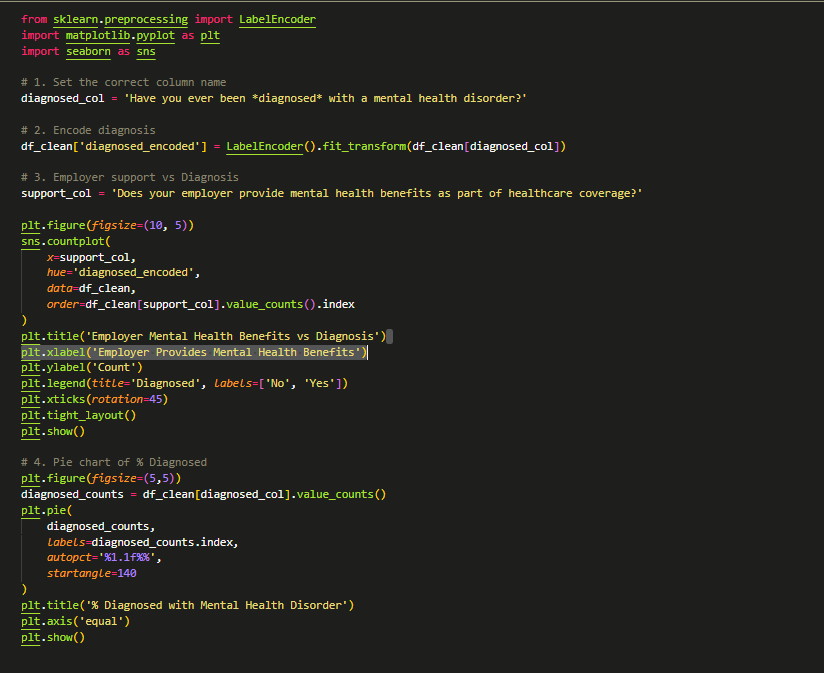 from sklearn.preprocessing import LabelEncoder
import matplotlib.pyplot as plt
import seaborn as sns

# 1. Set the correct column name
diagnosed_col = 'Have you ever been *diagnosed* with a mental health disorder?'

# 2. Encode diagnosis
df_clean['diagnosed_encoded'] = LabelEncoder().fit_transform(df_clean[diagnosed_col])

# 3. Employer support vs Diagnosis
support_col = 'Does your employer provide mental health benefits as part of healthcare coverage?'

plt.figure(figsize=(10, 5))
sns.countplot(
    x=support_col,
    hue='diagnosed_encoded',
    data=df_clean,
    order=df_clean[support_col].value_counts().index
)
plt.title('Employer Mental Health Benefits vs Diagnosis')
plt.xlabel('Employer Provides Mental Health Benefits')
plt.ylabel('Count')
plt.legend(title='Diagnosed', labels=['No', 'Yes'])
plt.xticks(rotation=45)
plt.tight_layout()
plt.show()

# 4. Pie chart of % Diagnosed
plt.figure(figsize=(5,5))
diagnosed_counts = df_clean[diagnosed_col].value_counts()
plt.pie(
    diagnosed_counts,
    labels=diagnosed_counts.index,
    autopct='%1.1f%%',
    startangle=140
)
plt.title('% Diagnosed with Mental Health Disorder')
plt.axis('equal')
plt.show()